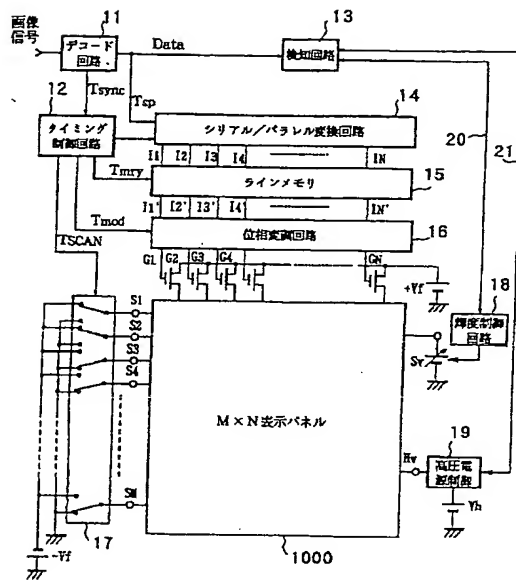 画像
信号
11
デコード
回路
Data
13
検知回路
Tsync
12
タイミング
制御回路
Tsp
14
シリアル/パラレル変換回路
20
21
I1 I2 I3 I4 IN
Tmry
ラインメモリ
15
I1' I2' I3' I4' IN'
Tmod
位相変調回路
16
TSCAN
G1 G2 G3 G4 GN
+Vf
18
輝度制御
回路
S1
S2
S3
S4
Sv
M×N表示パネル
19
Hv
高圧電
源制御
Vh
SM
17
-Vf
1000